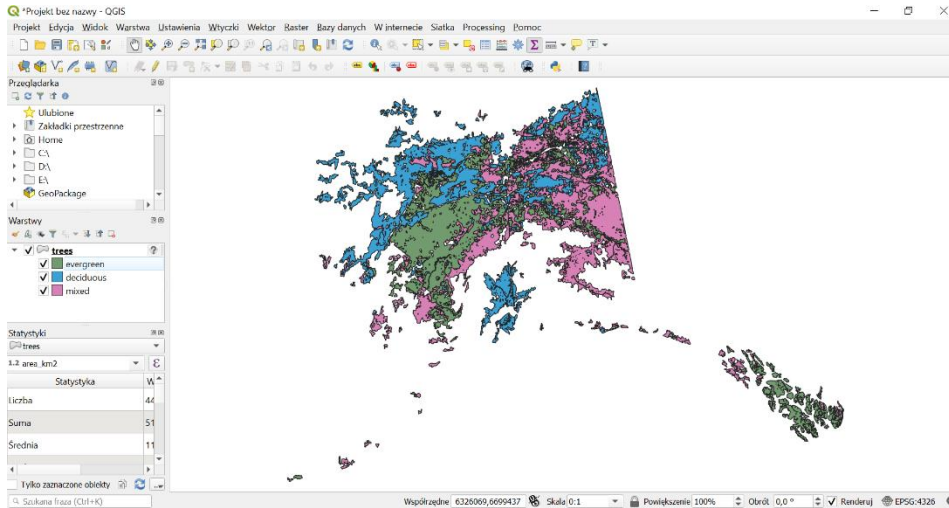 *Projekt bez nazwy - QGIS
Projekt Edycja Widok Warstwa Ustawienia Wtyczki Wektor Raster Bazy danych W internecie Siatka Processing Pomoc
Przeglądarka
Ulubione
Zakładki przestrzenne
Home
C:\
D:\
E:\
GeoPackage
Warstwy
trees
evergreen
deciduous
mixed
Statystyki
trees
1.2 area_km2
Statystyka W
Liczba 44
Suma 51
Średnia 11
Tylko zaznaczone obiekty
Szukana fraza (Ctrl+K) Współrzędne 6326069,6699437 Skala 0:1 Powiększenie 100% Obrót 0,0 ° Renderuj EPSG:4326